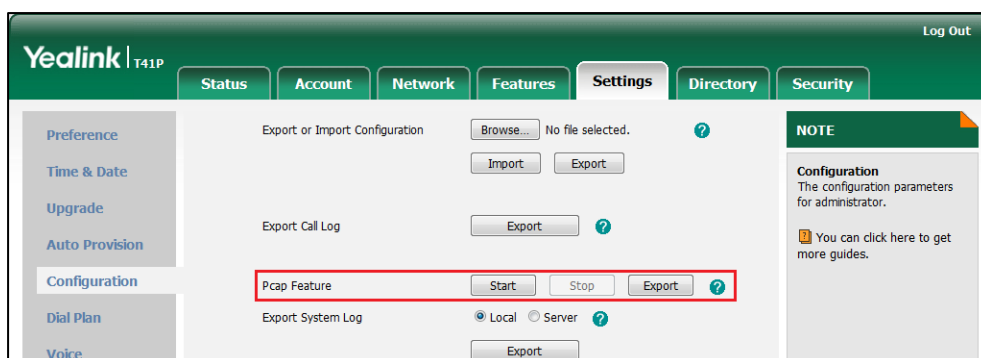 Log Out
Yealink T41P
Status Account Network Features Settings Directory Security
Preference
Time & Date
Upgrade
Auto Provision
Configuration
Dial Plan
Voice
Export or Import Configuration Browse... No file selected. ?
Import Export
Export Call Log Export ?
Pcap Feature Start Stop Export ?
Export System Log Local Server ?
Export
NOTE
Configuration
The configuration parameters
for administrator.
? You can click here to get
more guides.